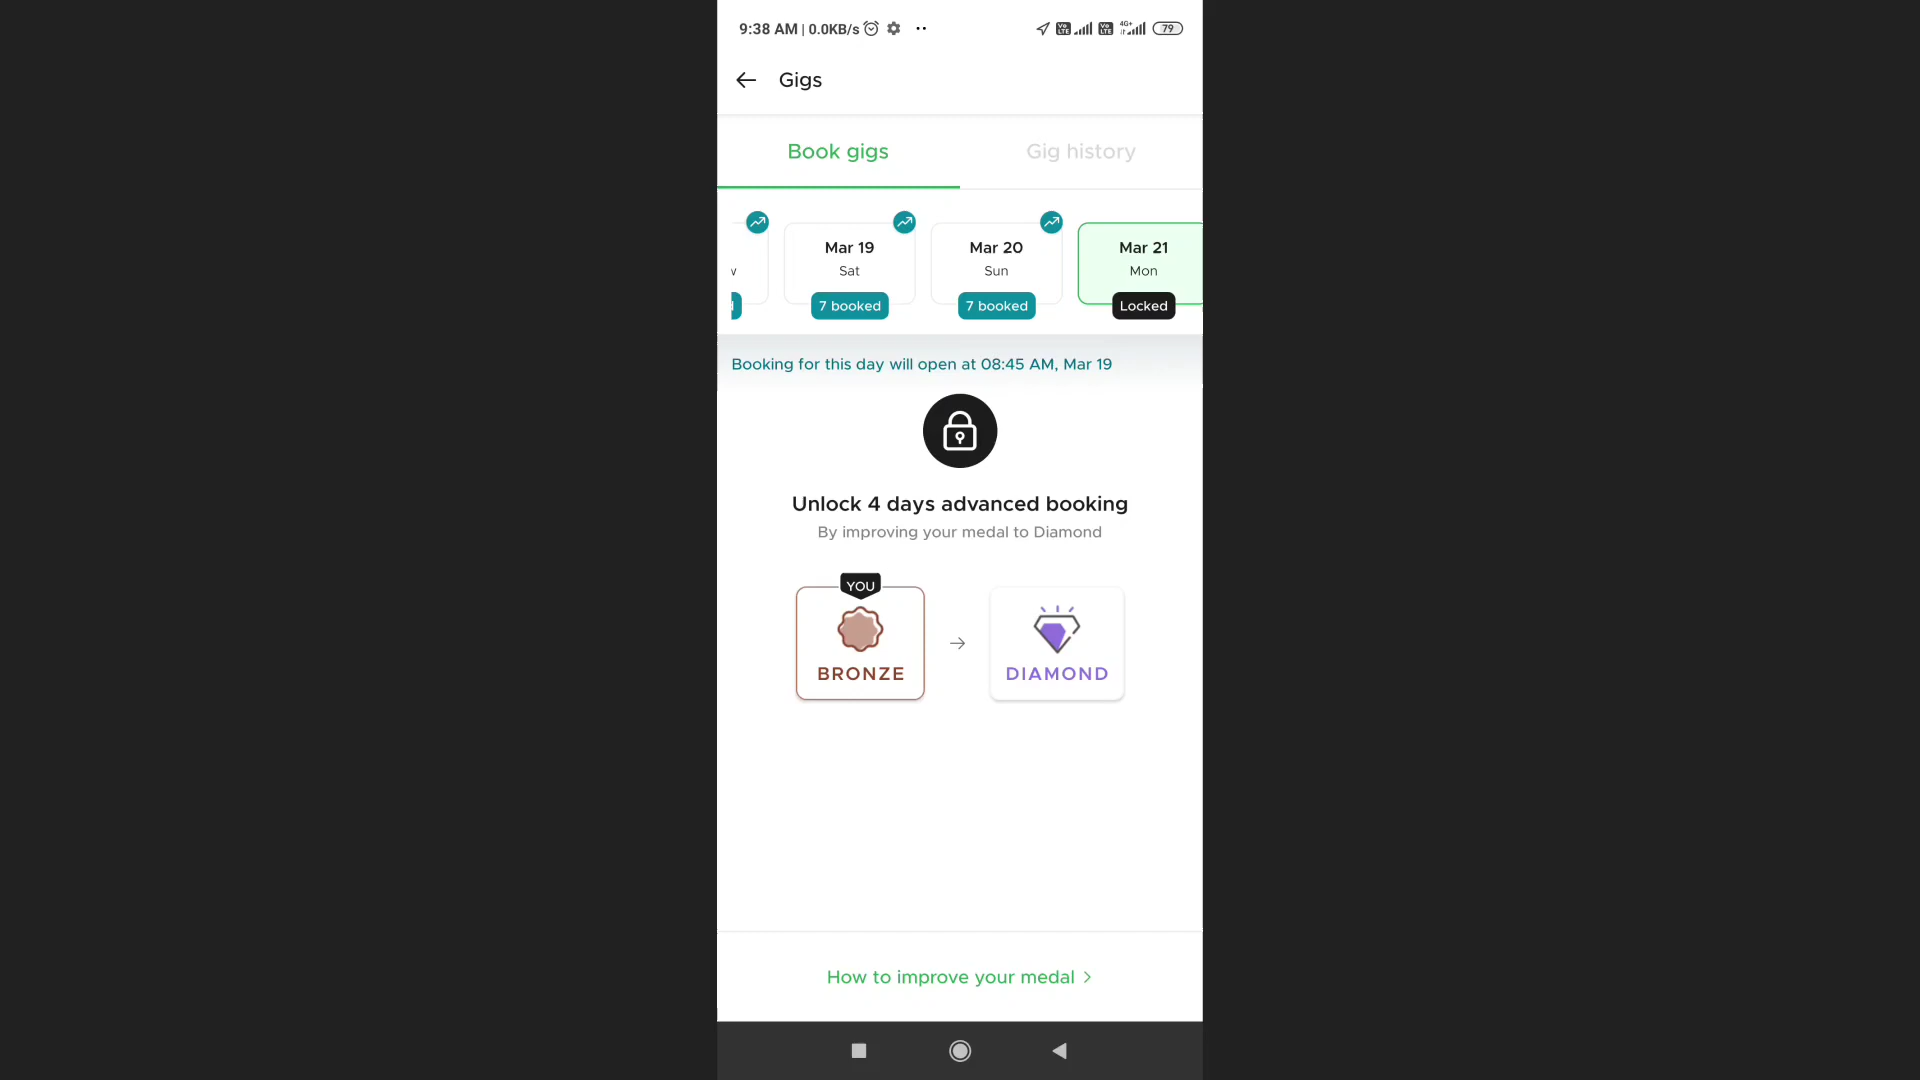 9:38 AM | 0.0KB/s
4G+
79
Gigs
Book gigs
Gig history
Mar 19
Mar 20
Mar 21
Sat
Sun
Mon
7 booked
7 booked
Locked
Booking for this day will open at 08:45 AM, Mar 19
Unlock 4 days advanced booking
By improving your medal to Diamond
YOU
BRONZE
DIAMOND
How to improve your medal